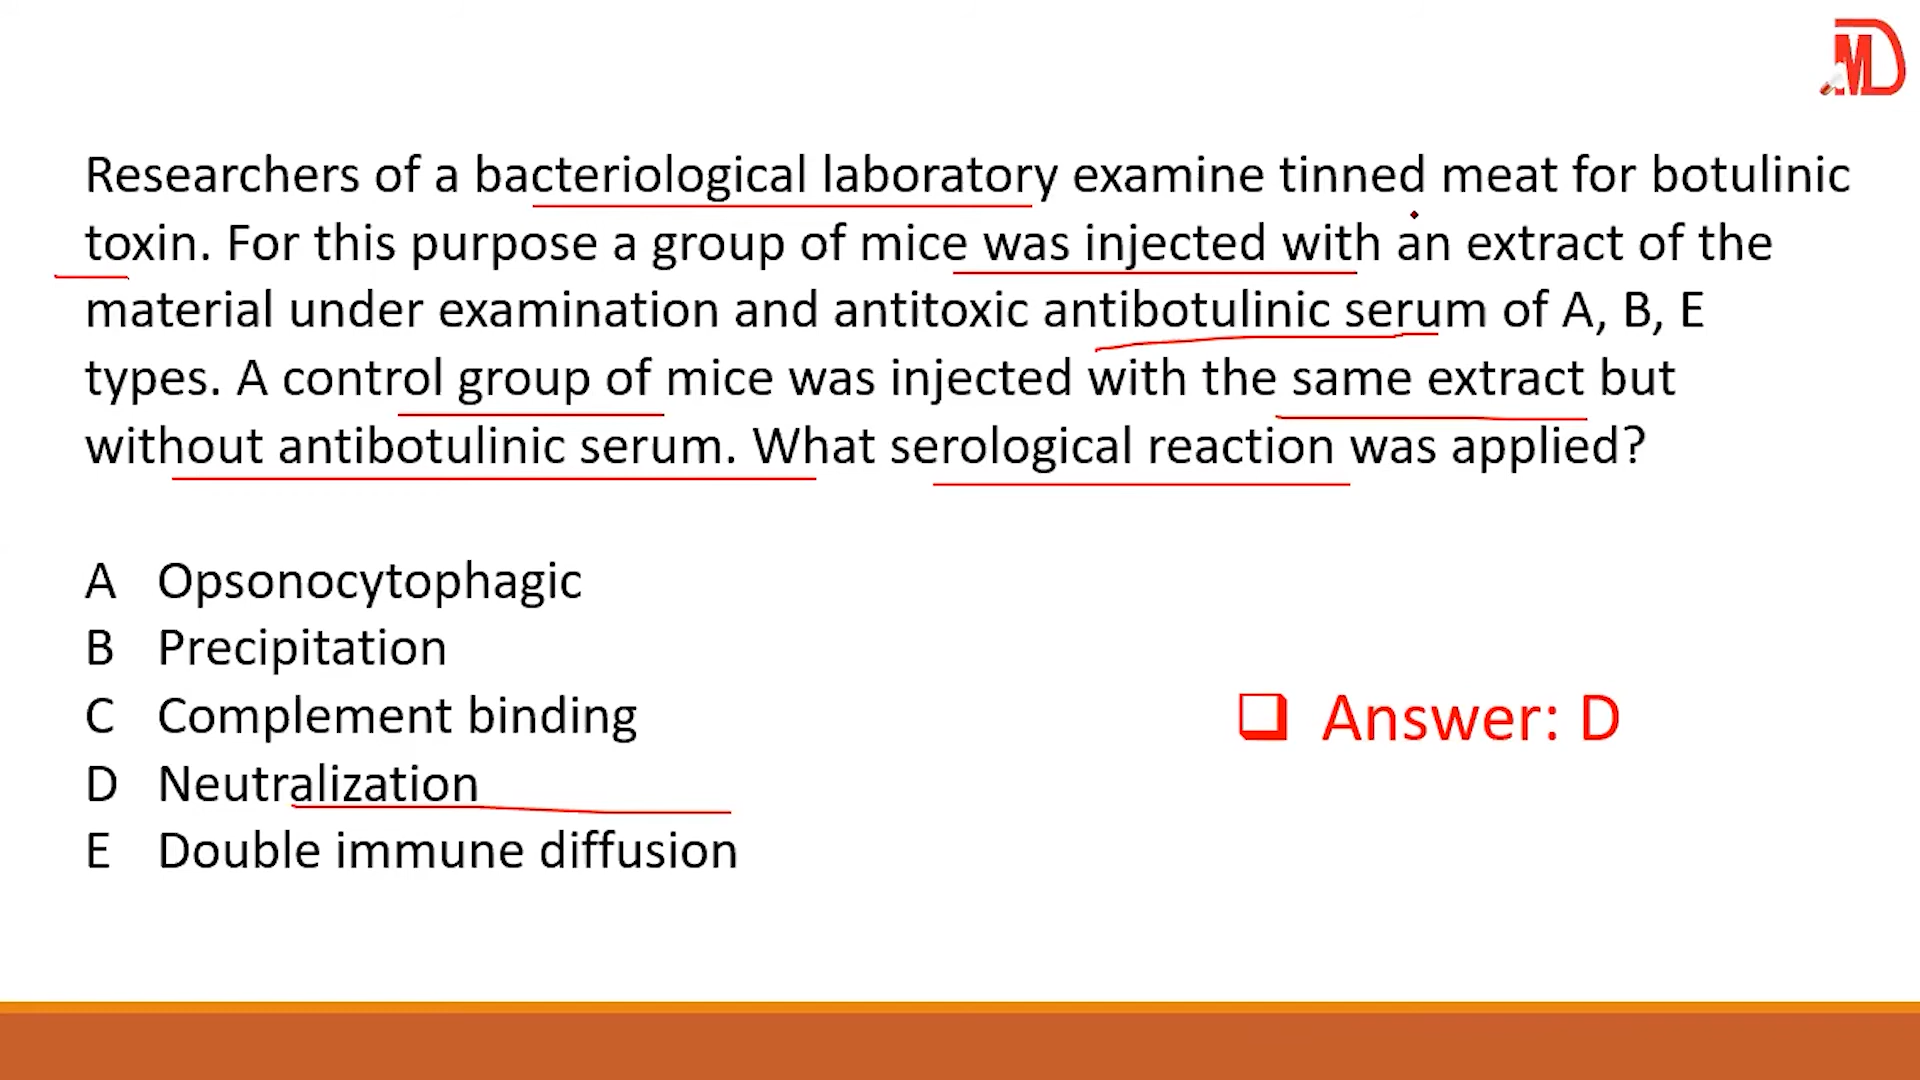 MD
Researchers of a bacteriological laboratory examine tinned meat for botulinic
toxin. For this purpose a group of mice was injected with an extract of the
material under examination and antitoxic antibotulinic serum of A, B, E
types. A control group of mice was injected with the same extract but
without antibotulinic serum. What serological reaction was applied?
A Opsonocytophagic
B Precipitation
C Complement binding
D Neutralization
E Double immune diffusion
Answer: D